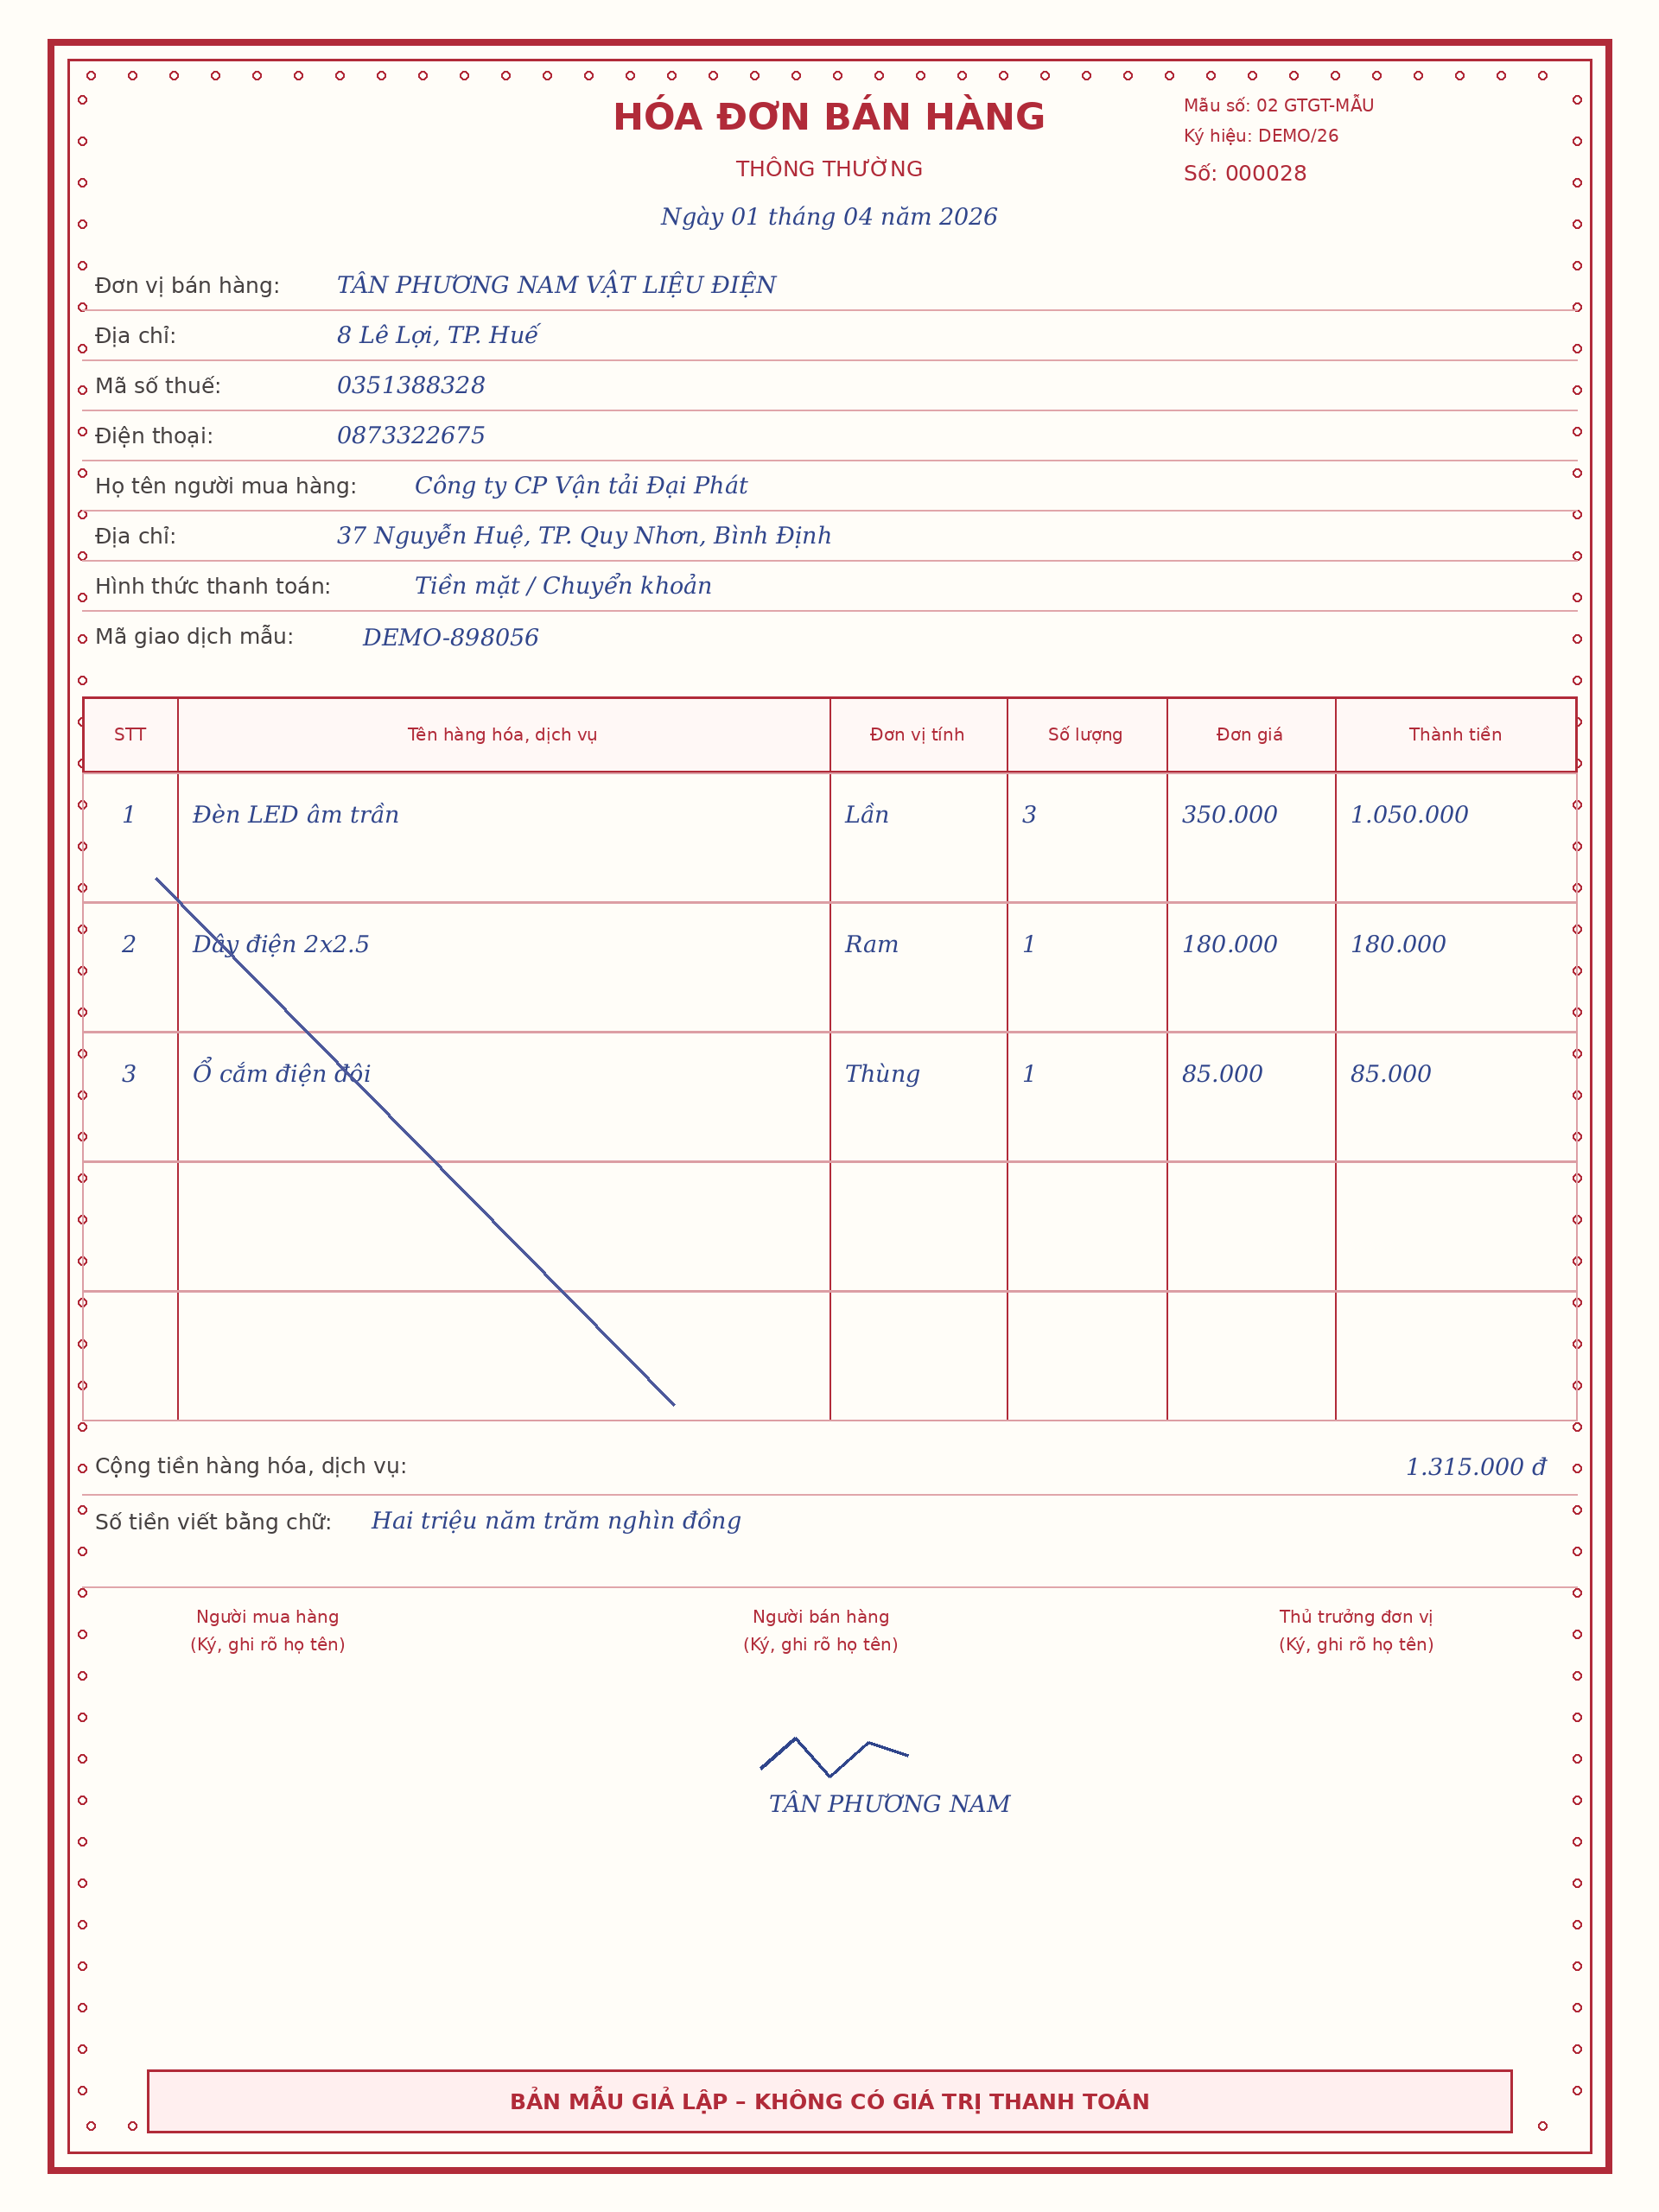 HÓA ĐƠN BÁN HÀNG
THÔNG THƯỜNG
Ngày 01 tháng 04 năm 2026
Mẫu số: 02 GTGT-MẪU
Ký hiệu: DEMO/26
Số: 000028
Đơn vị bán hàng: TÂN PHƯƠNG NAM VẬT LIỆU ĐIỆN
Địa chỉ: 8 Lê Lợi, TP. Huế
Mã số thuế: 0351388328
Điện thoại: 0873322675
Họ tên người mua hàng: Công ty CP Vận tải Đại Phát
Địa chỉ: 37 Nguyễn Huệ, TP. Quy Nhơn, Bình Định
Hình thức thanh toán: Tiền mặt / Chuyển khoản
Mã giao dịch mẫu: DEMO-898056
STT Tên hàng hóa, dịch vụ Đơn vị tính Số lượng Đơn giá Thành tiền
1 Đèn LED âm trần Lần 3 350.000 1.050.000
2 Dây điện 2x2.5 Ram 1 180.000 180.000
3 Ổ cắm điện đôi Thùng 1 85.000 85.000
Cộng tiền hàng hóa, dịch vụ: 1.315.000 đ
Số tiền viết bằng chữ: Hai triệu năm trăm nghìn đồng
Người mua hàng Người bán hàng Thủ trưởng đơn vị
(Ký, ghi rõ họ tên) (Ký, ghi rõ họ tên) (Ký, ghi rõ họ tên)
TÂN PHƯƠNG NAM
BẢN MẪU GIẢ LẬP – KHÔNG CÓ GIÁ TRỊ THANH TOÁN